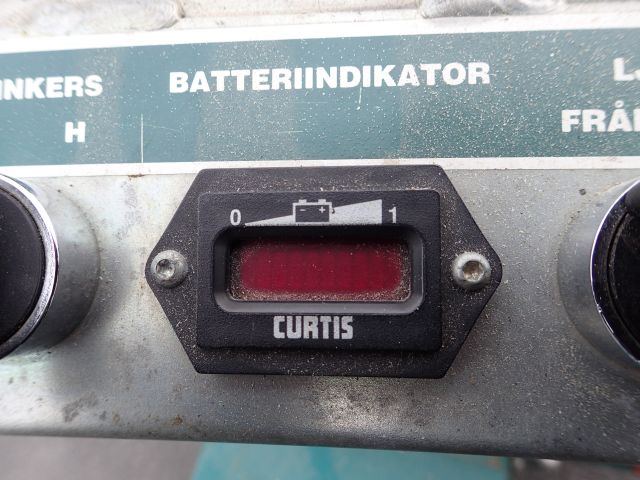 INKERS
BATTERIINDIKATOR
H
FRÅ
0
1
CURTIS